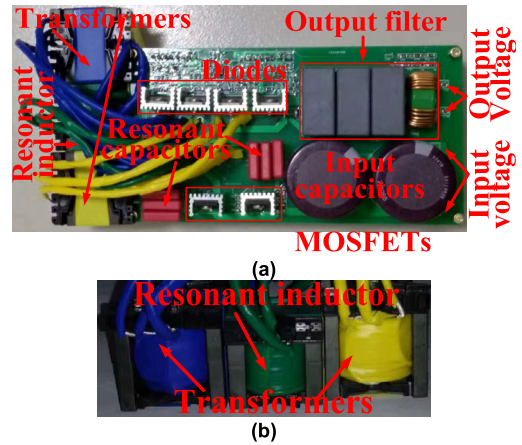 Transformers
Output filter
Diodes
Output
Voltage
Resonant
inductor
Resonant
capacitors
Input
capacitors
Input
voltage
MOSFETs
(a)
Resonant inductor
Transformers
(b)